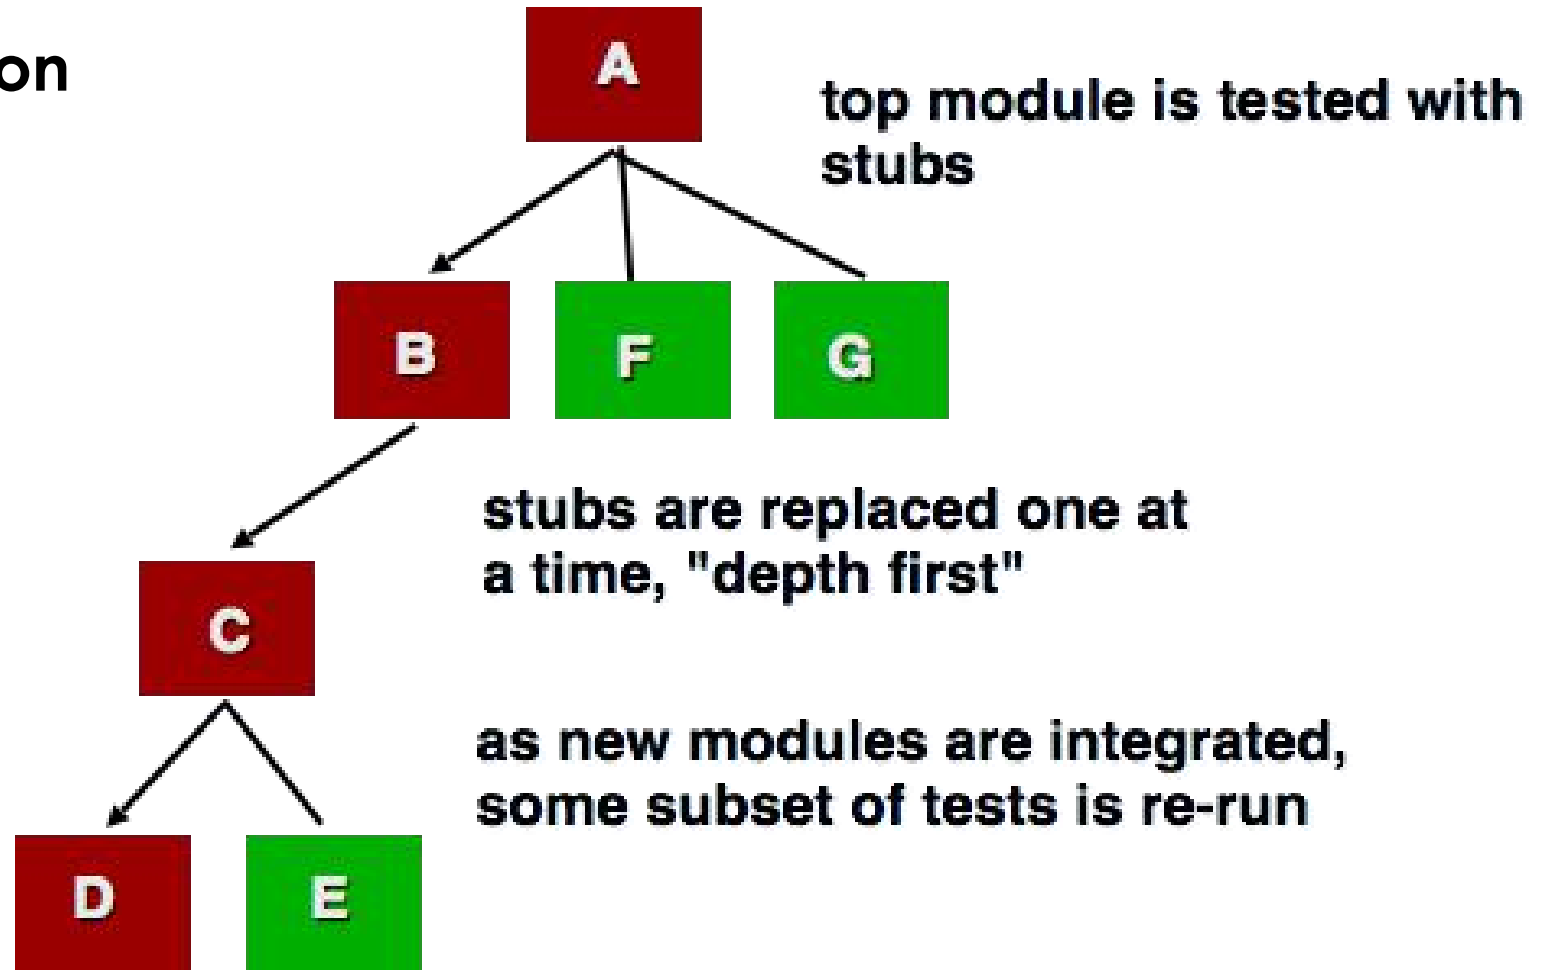 on
A
top module is tested with
stubs
B
F
G
stubs are replaced one at
a time, "depth first"
C
as new modules are integrated,
some subset of tests is re-run
D
E